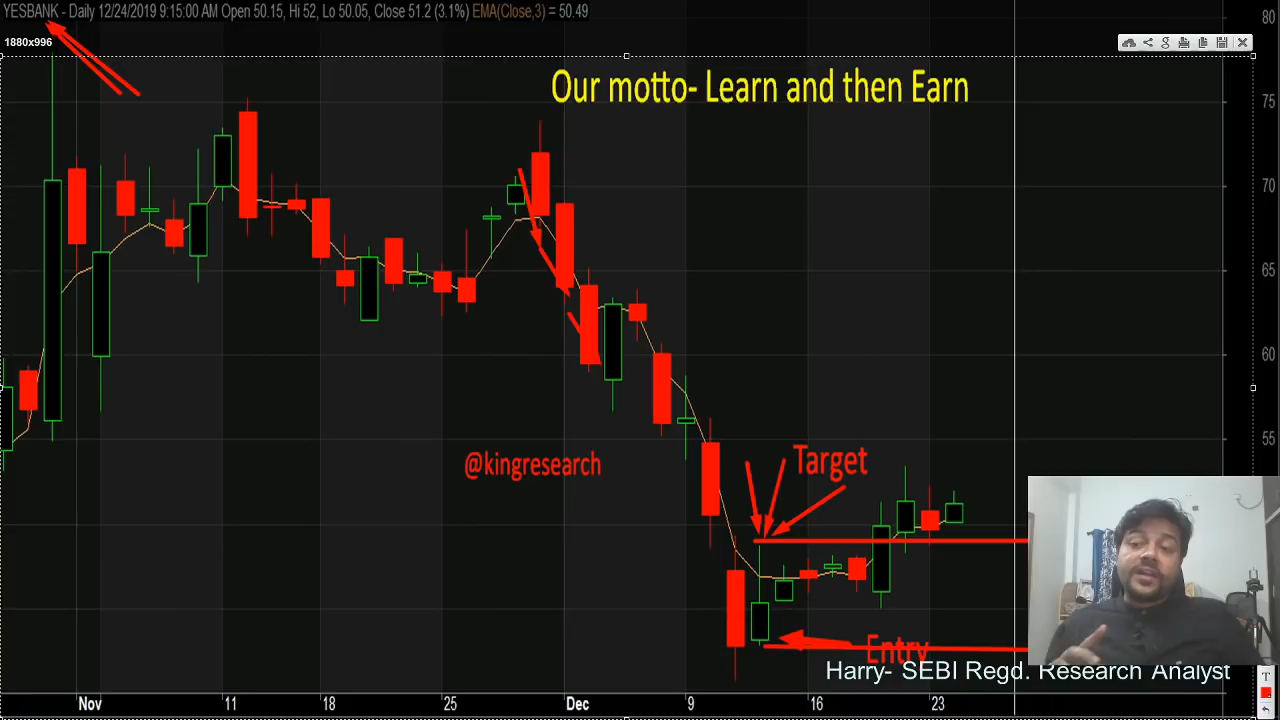 YESBANK - Daily 12/24/2019 9:15:00 AM Open 50.15, Hi 52, Lo 50.05, Close 51.2 (3.1%) EMA(Close,3) = 50.49
1880x996
Our motto- Learn and then Earn
80
75
70
65
60
55
@kingresearch
Target
Entry
Harry- SEBI Regd. Research Analyst
Nov
11
18
25
Dec
9
16
23
T